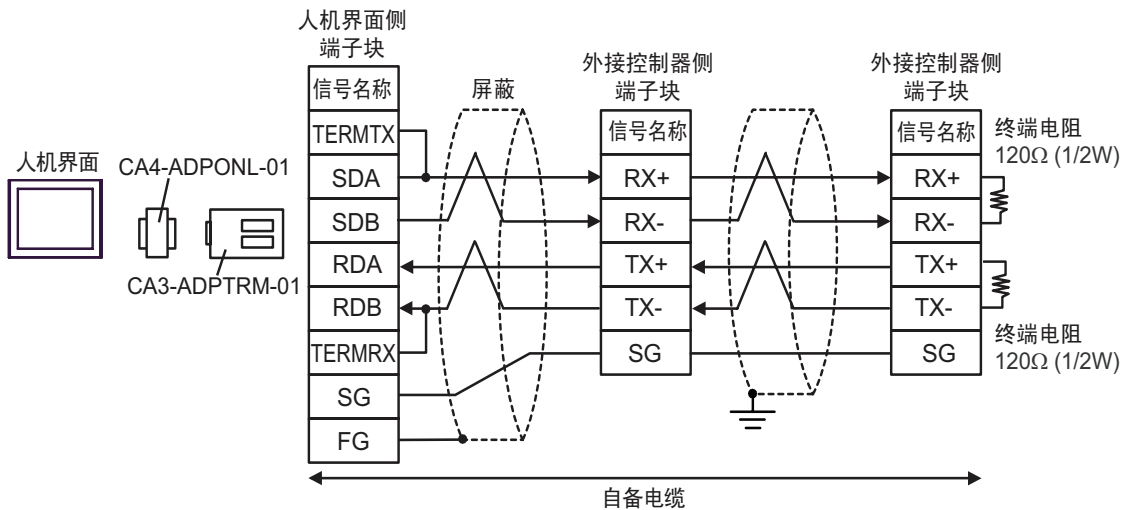 人机界面
CA4-ADPONL-01
CA3-ADPTRM-01
人机界面侧
端子块
信号名称
TERMTX
SDA
SDB
RDA
RDB
TERMRX
SG
FG
屏蔽
外接控制器侧
端子块
信号名称
RX+
RX-
TX+
TX-
SG
外接控制器侧
端子块
信号名称
RX+
RX-
TX+
TX-
SG
终端电阻
120Ω (1/2W)
终端电阻
120Ω (1/2W)
自备电缆